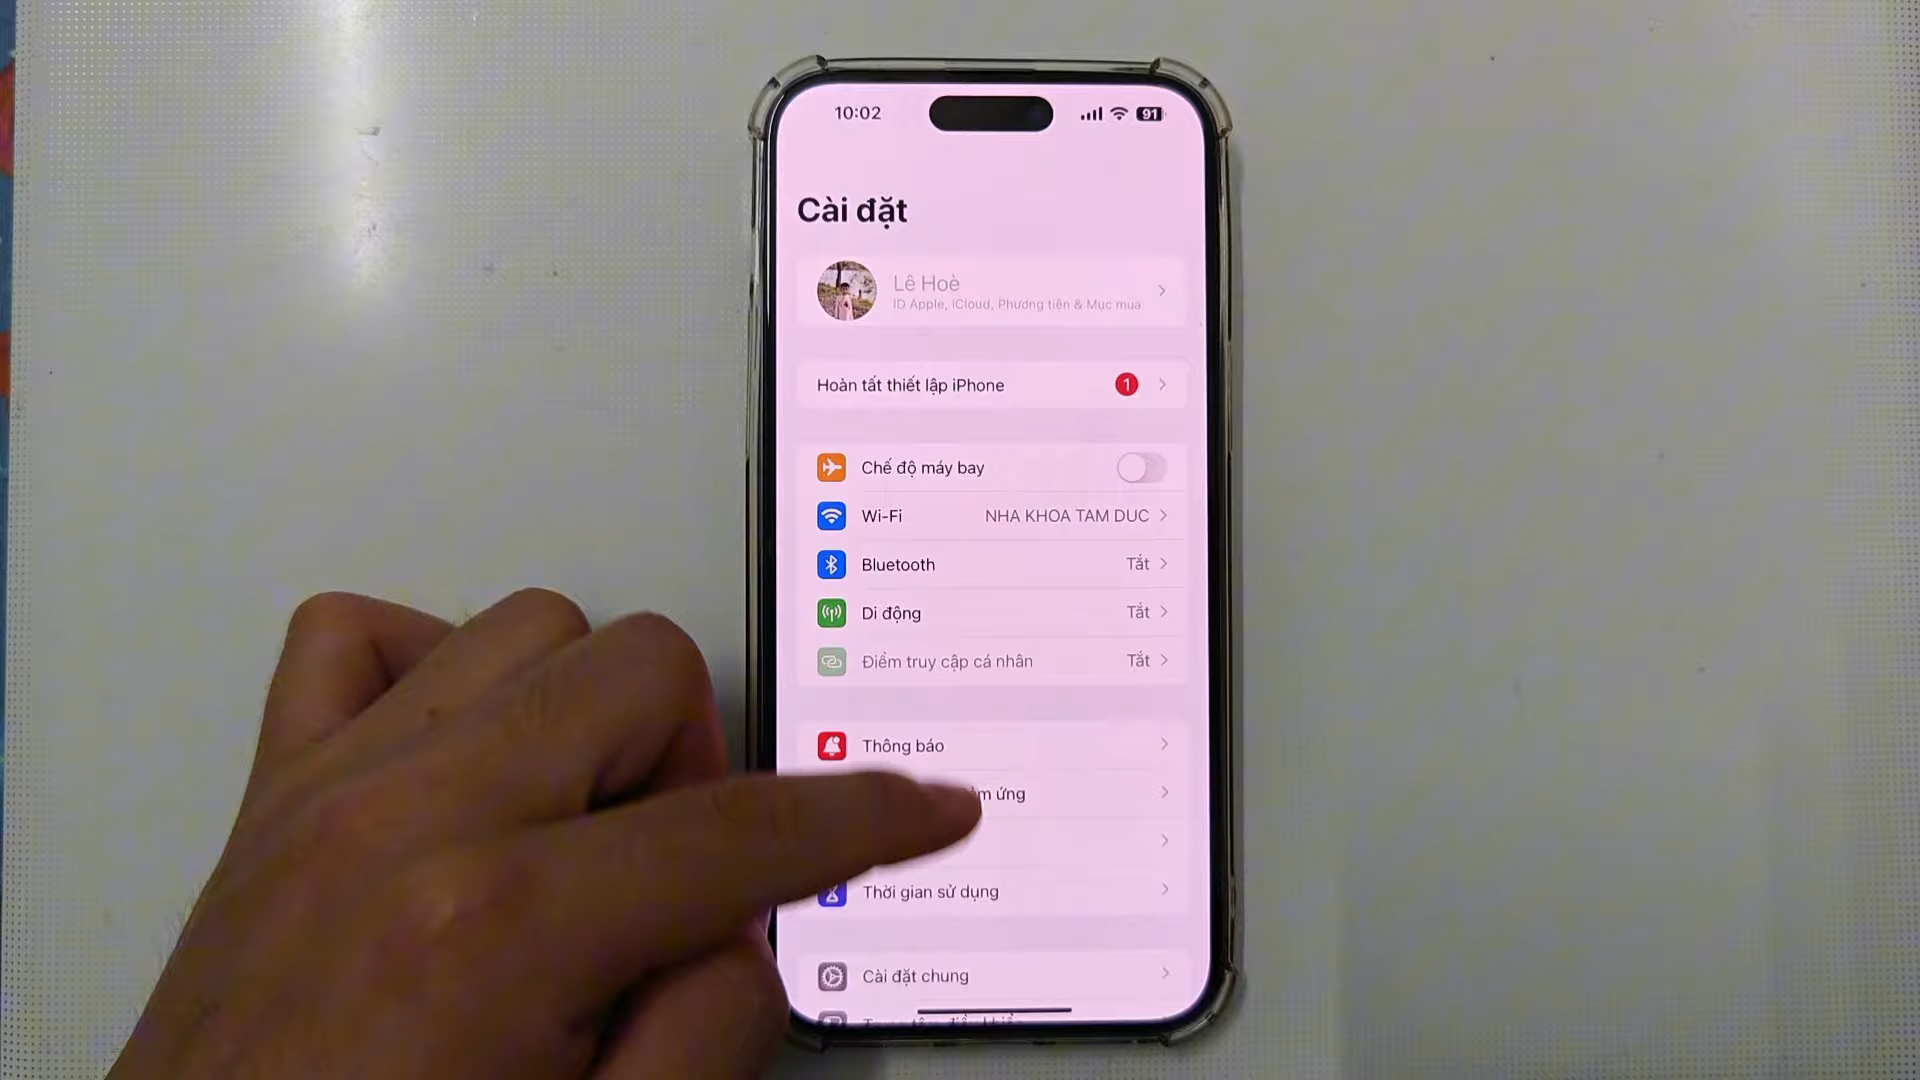 10:02
91
Cài đặt
Lê Hoè
ID Apple, iCloud, Phương tiện & Mục mua
Hoàn tất thiết lập iPhone 1
Chế độ máy bay
Wi-Fi NHA KHOA TAM DUC
Bluetooth Tắt
Di động Tắt
Điểm truy cập cá nhân Tắt
Thông báo
ứng
Thời gian sử dụng
Cài đặt chung